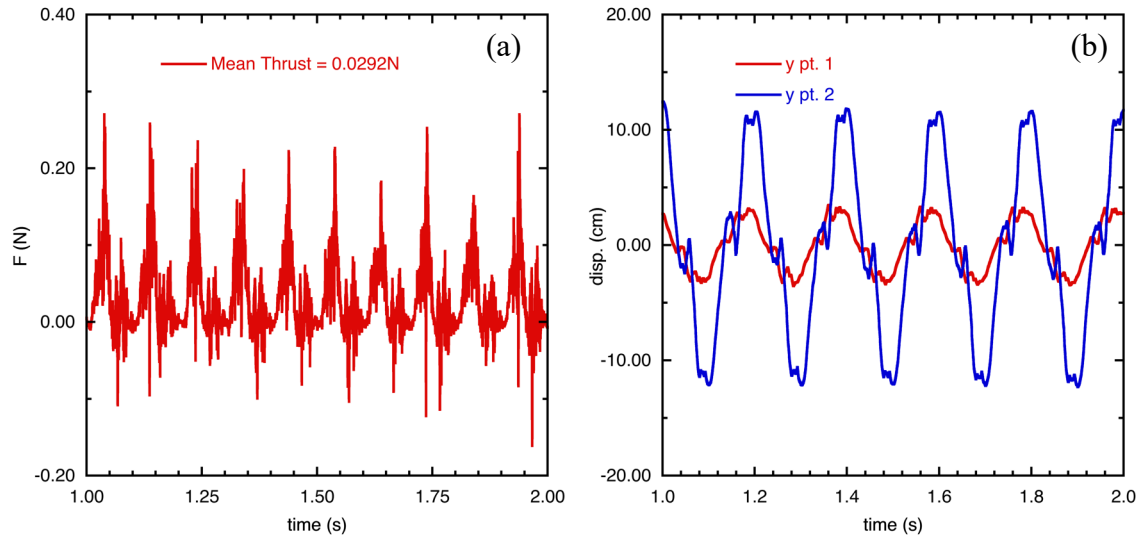 (a)
Mean Thrust = 0.0292N
F (N)
0.40
0.20
0.00
-0.20
1.00 1.25 1.50 1.75 2.00
time (s)
(b)
y pt. 1
y pt. 2
disp. (cm)
20.00
10.00
0.00
-10.00
-20.00
1.0 1.2 1.4 1.6 1.8 2.0
time (s)